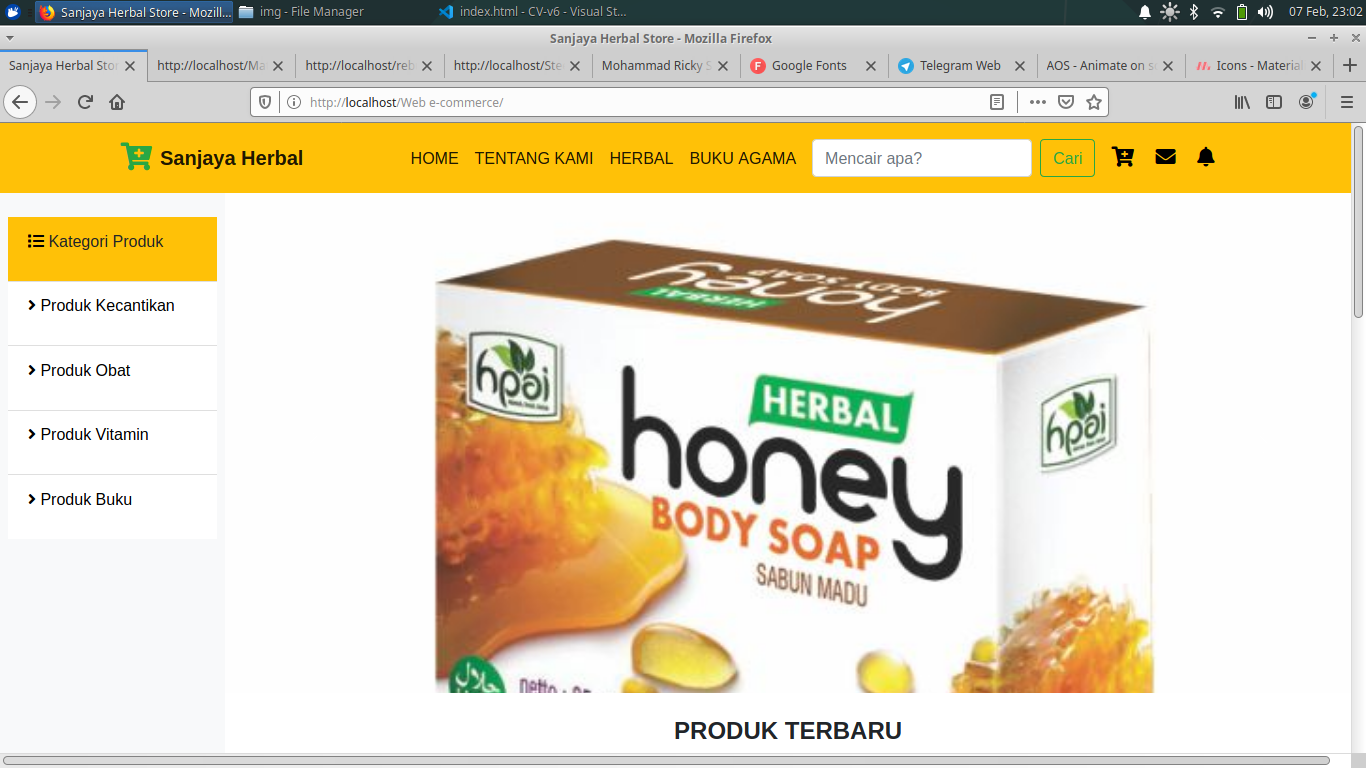 Sanjaya Herbal Store - Mozill...
img - File Manager
index.html - CV-v6 - Visual St...
07 Feb, 23:02
Sanjaya Herbal Store - Mozilla Firefox
Sanjaya Herbal Stor
http://localhost/Ma
http://localhost/reb
http://localhost/Ste
Mohammad Ricky S
Google Fonts
Telegram Web
AOS - Animate on s
Icons - Material
http://localhost/Web e-commerce/
Sanjaya Herbal
HOME
TENTANG KAMI
HERBAL
BUKU AGAMA
Mencair apa?
Cari
Kategori Produk
Produk Kecantikan
Produk Obat
Produk Vitamin
Produk Buku
honey
BODY SOAP
HERBAL
hpai
HERBAL
honey
BODY SOAP
SABUN MADU
hpai
حلال
netto
PRODUK TERBARU